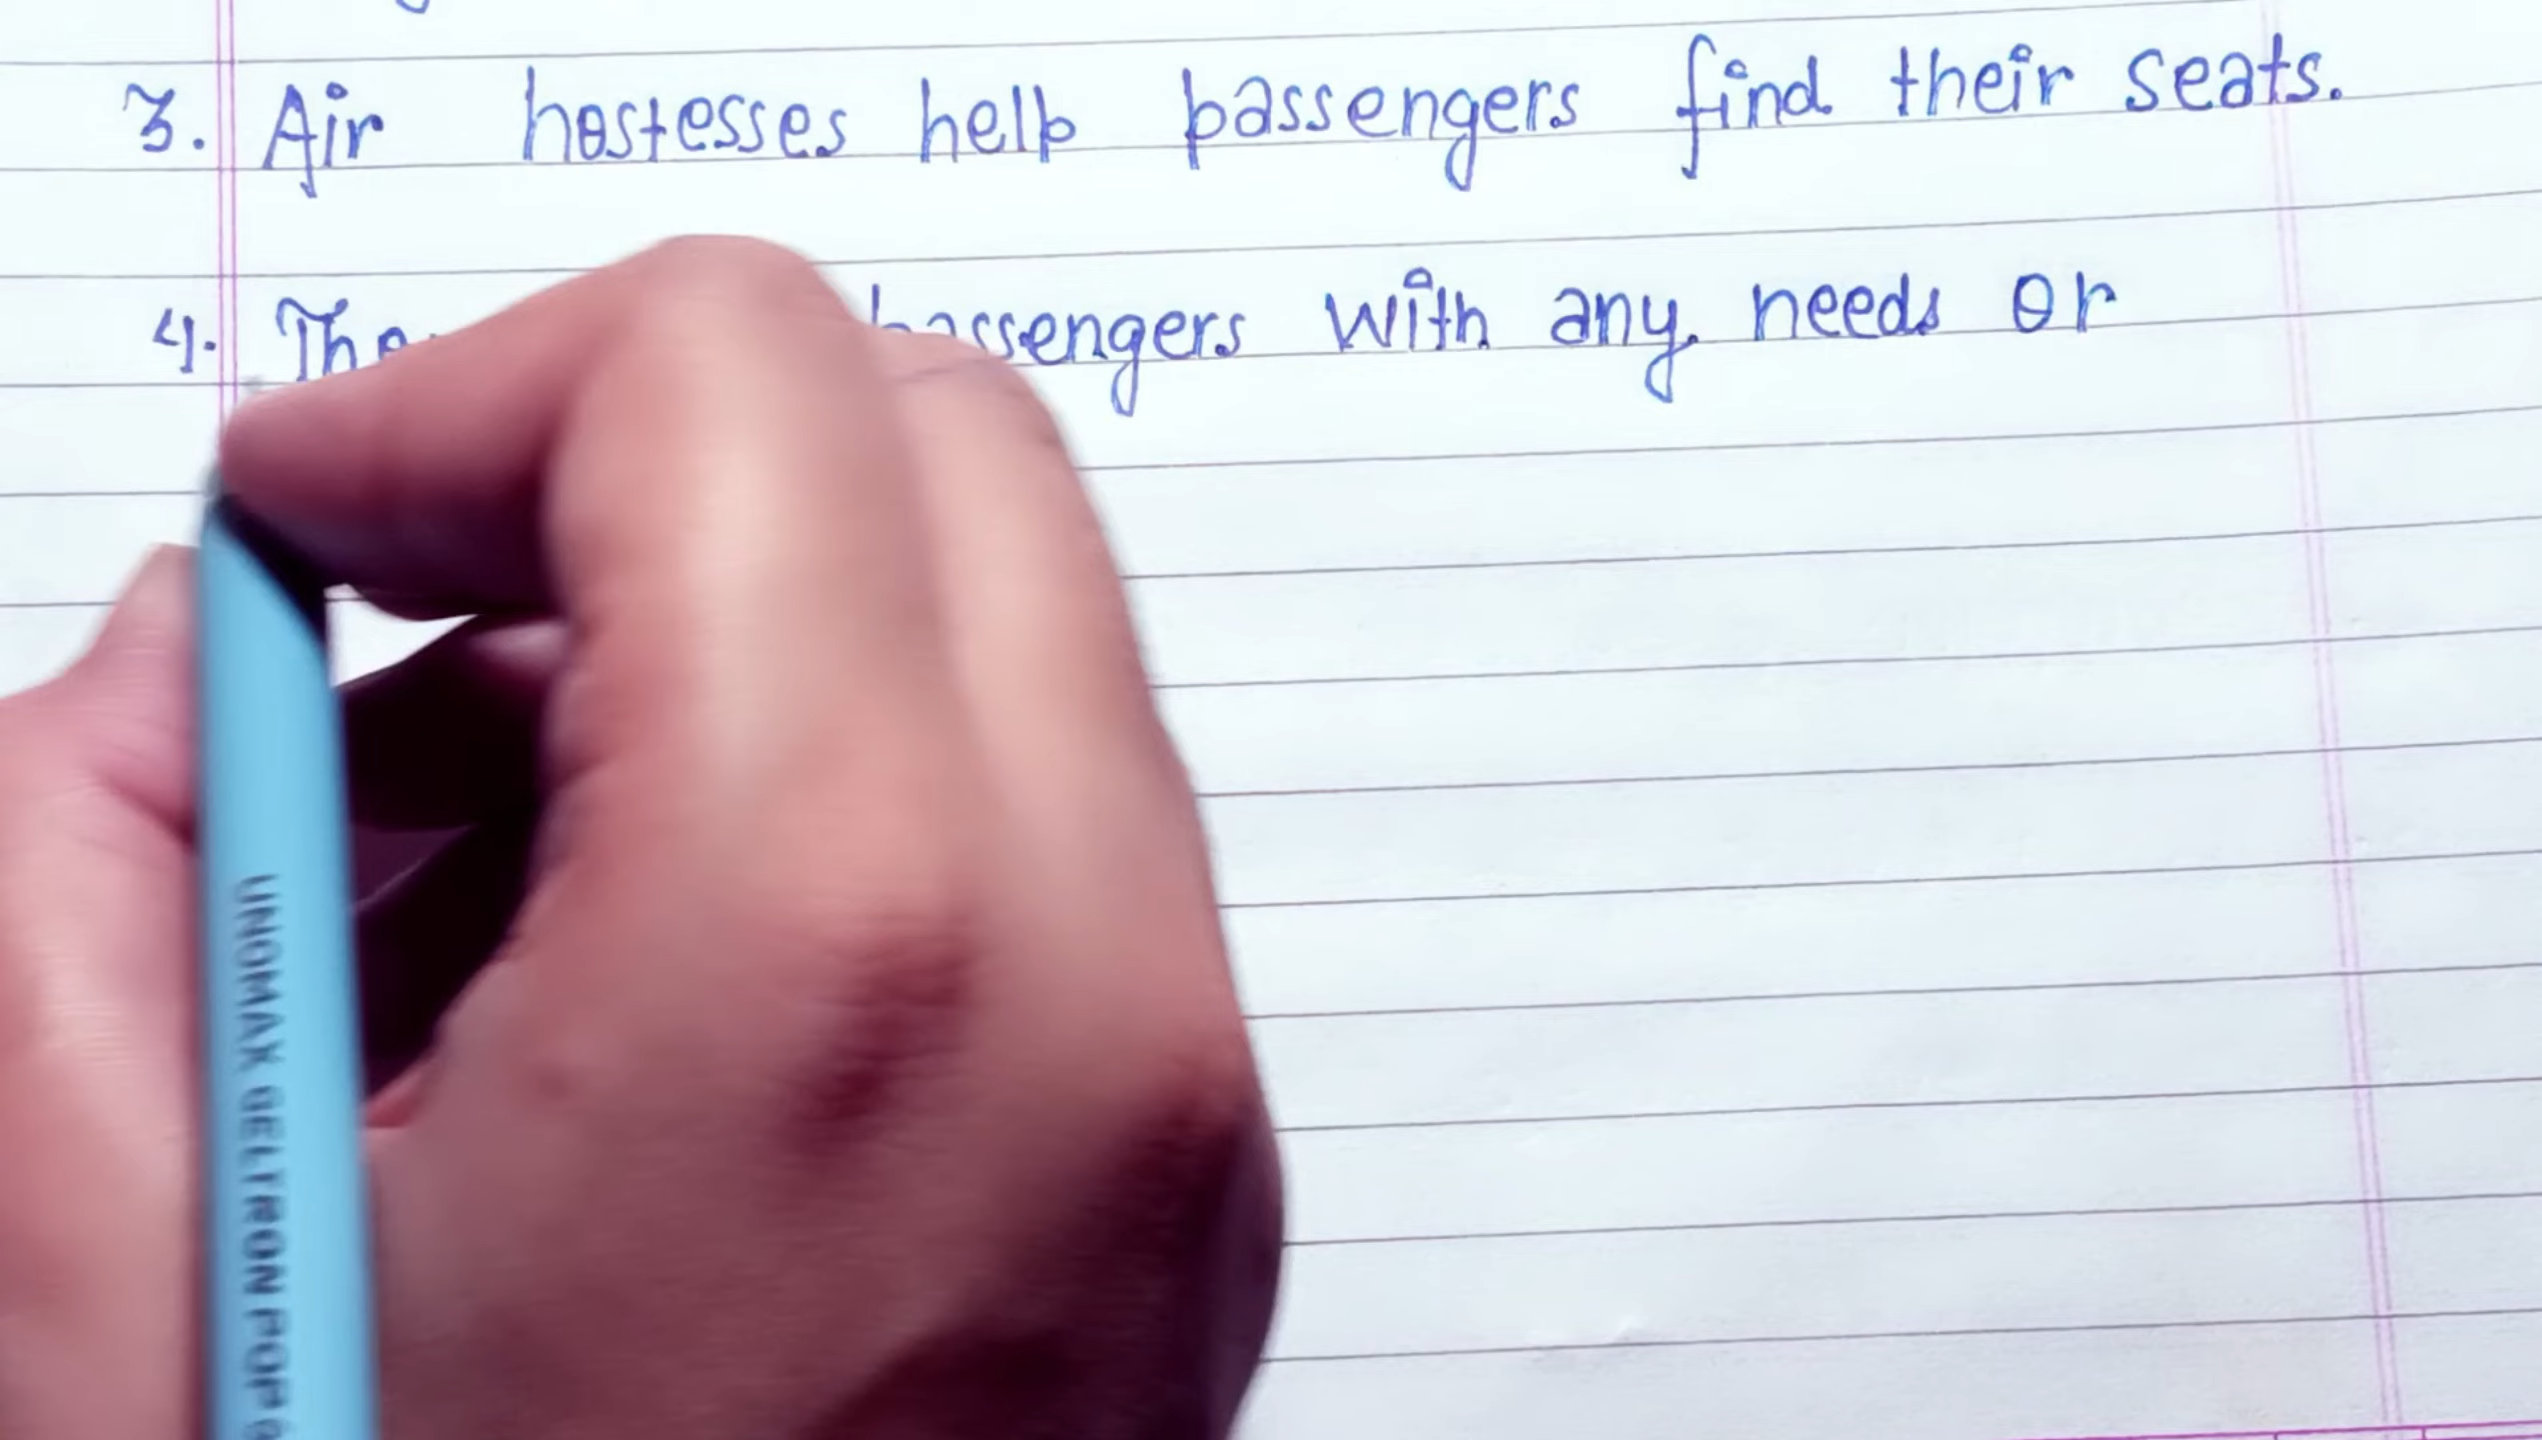 3. Air hostesses help passengers find their seats.
4. passengers with any needs or
UNOMAX GELTRON POP